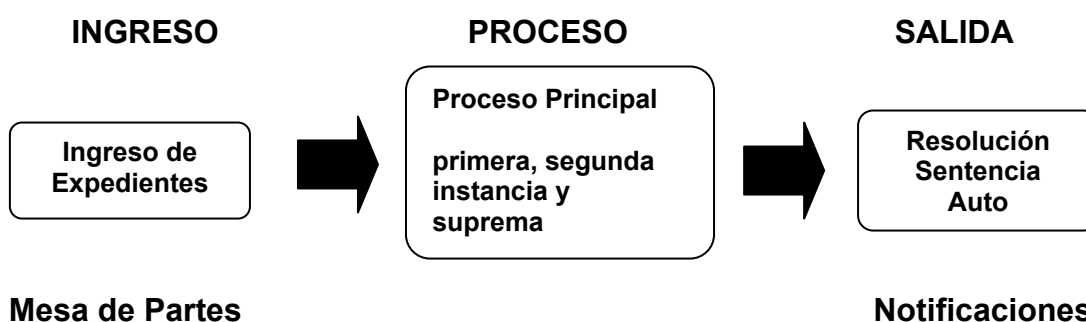 INGRESO
PROCESO
SALIDA
Ingreso de
Expedientes
Proceso Principal
primera, segunda
instancia y
suprema
Resolución
Sentencia
Auto
Mesa de Partes
Notificaciones